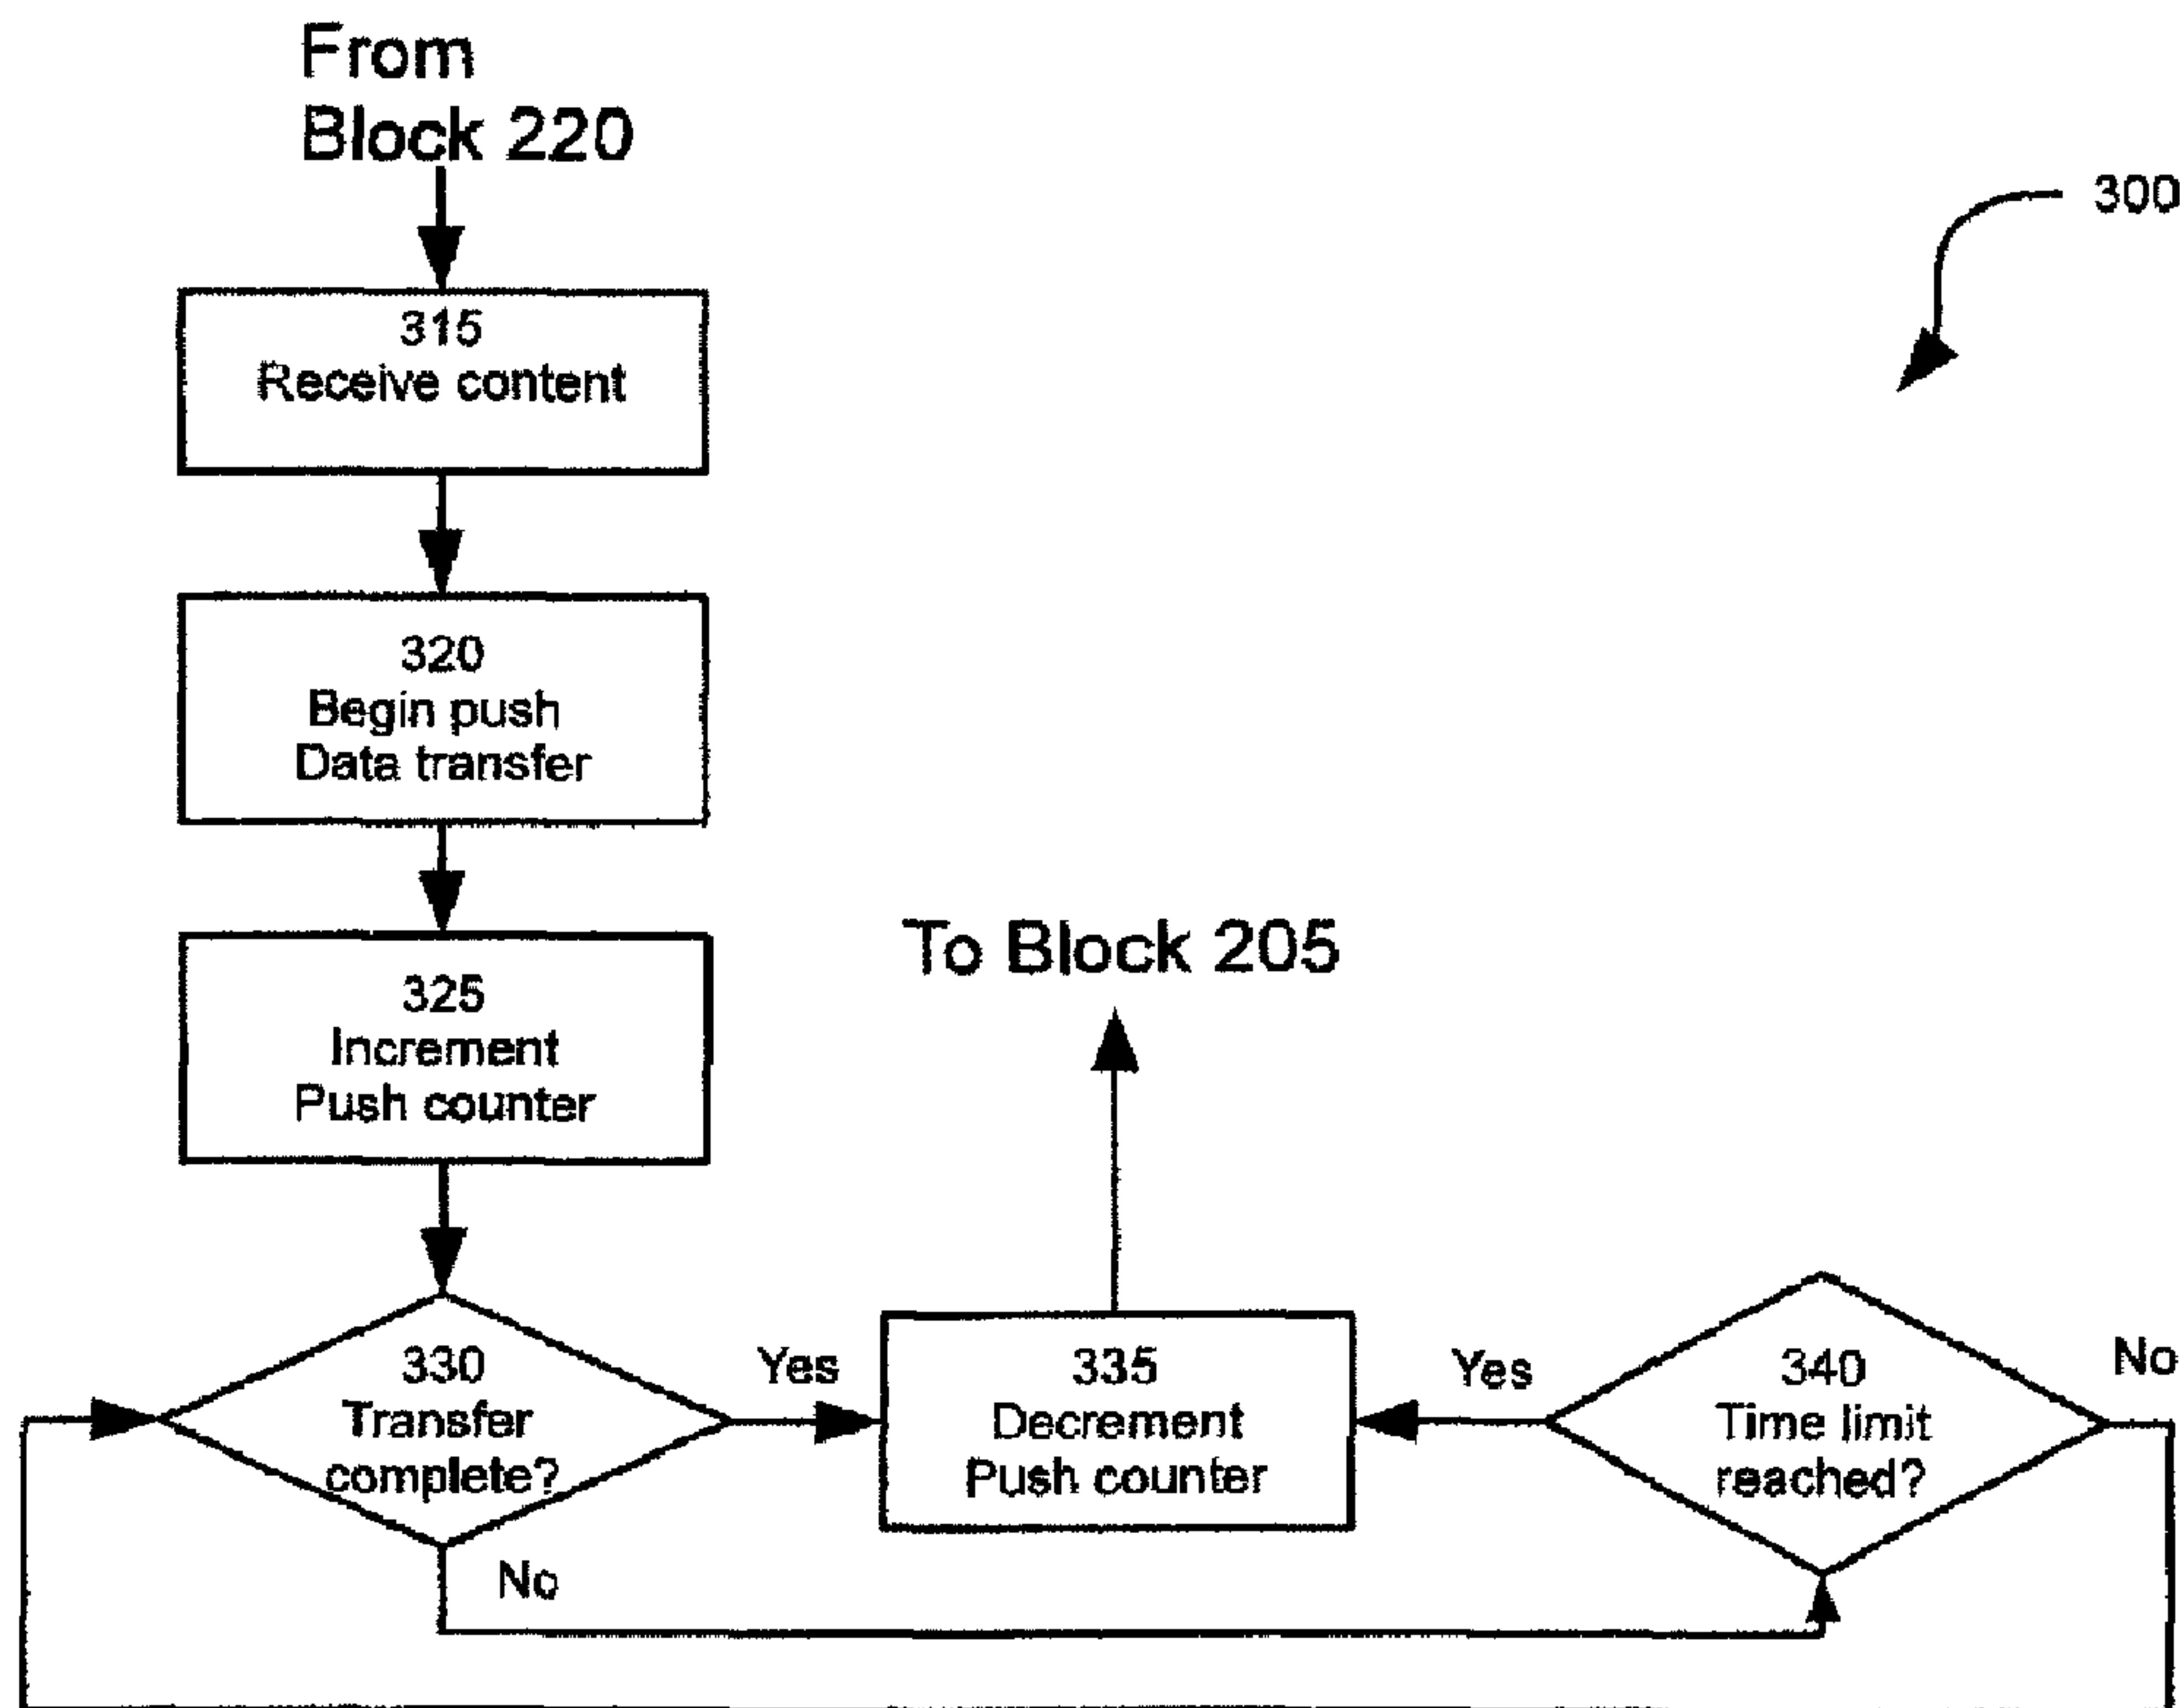 From
Block 220
300
315
Receive content
320
Begin push
Data transfer
325
Increment
Push counter
To Block 205
330
Transfer
complete?
Yes
335
Decrement
Push counter
Yes
340
Time limit
reached?
No
No